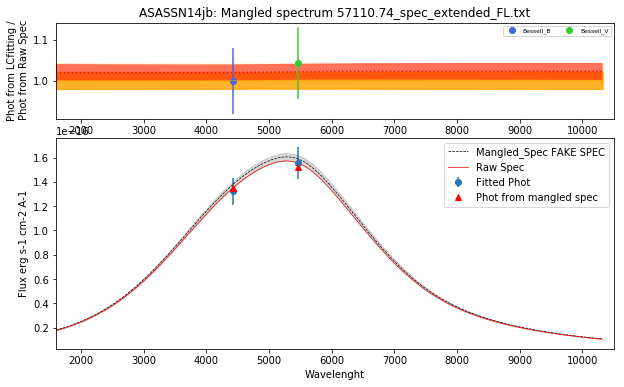 ASASSN14jb: Mangled spectrum 57110.74_spec_extended_FL.txt
Phot from LCfitting /
Phot from Raw Spec
1.1
1.0
Bessell_B
Bessell_V
2000 3000 4000 5000 6000 7000 8000 9000 10000
1e−16
Flux erg s-1 cm-2 A-1
1.6
1.4
1.2
1.0
0.8
0.6
0.4
0.2
Mangled_Spec FAKE SPEC
Raw Spec
Fitted Phot
Phot from mangled spec
2000 3000 4000 5000 6000 7000 8000 9000 10000
Wavelenght